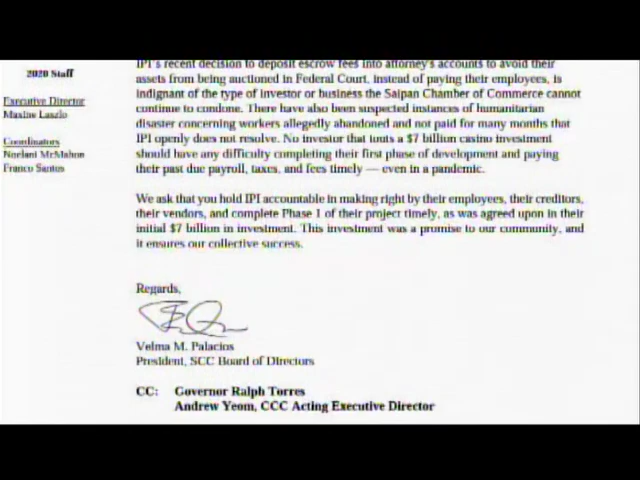 2020 Staff
Executive Director
Maxine Laszlo
Coordinators
Noelani McMahon
Franco Santos
IPI's recent decision to deposit escrow fees into attorney's accounts to avoid their
assets from being auctioned in Federal Court, instead of paying their employees, is
indignant of the type of investor or business the Saipan Chamber of Commerce cannot
continue to condone. There have also been suspected instances of humanitarian
disaster concerning workers allegedly abandoned and not paid for many months that
IPI openly does not resolve. No investor that touts a $7 billion casino investment
should have any difficulty completing their first phase of development and paying
their past due payroll, taxes, and fees timely — even in a pandemic.
We ask that you hold IPI accountable in making right by their employees, their creditors,
their vendors, and complete Phase 1 of their project timely, as was agreed upon in their
initial $7 billion in investment. This investment was a promise to our community, and
it ensures our collective success.
Regards,
Velma M. Palacios
President, SCC Board of Directors
CC: Governor Ralph Torres
Andrew Yeom, CCC Acting Executive Director